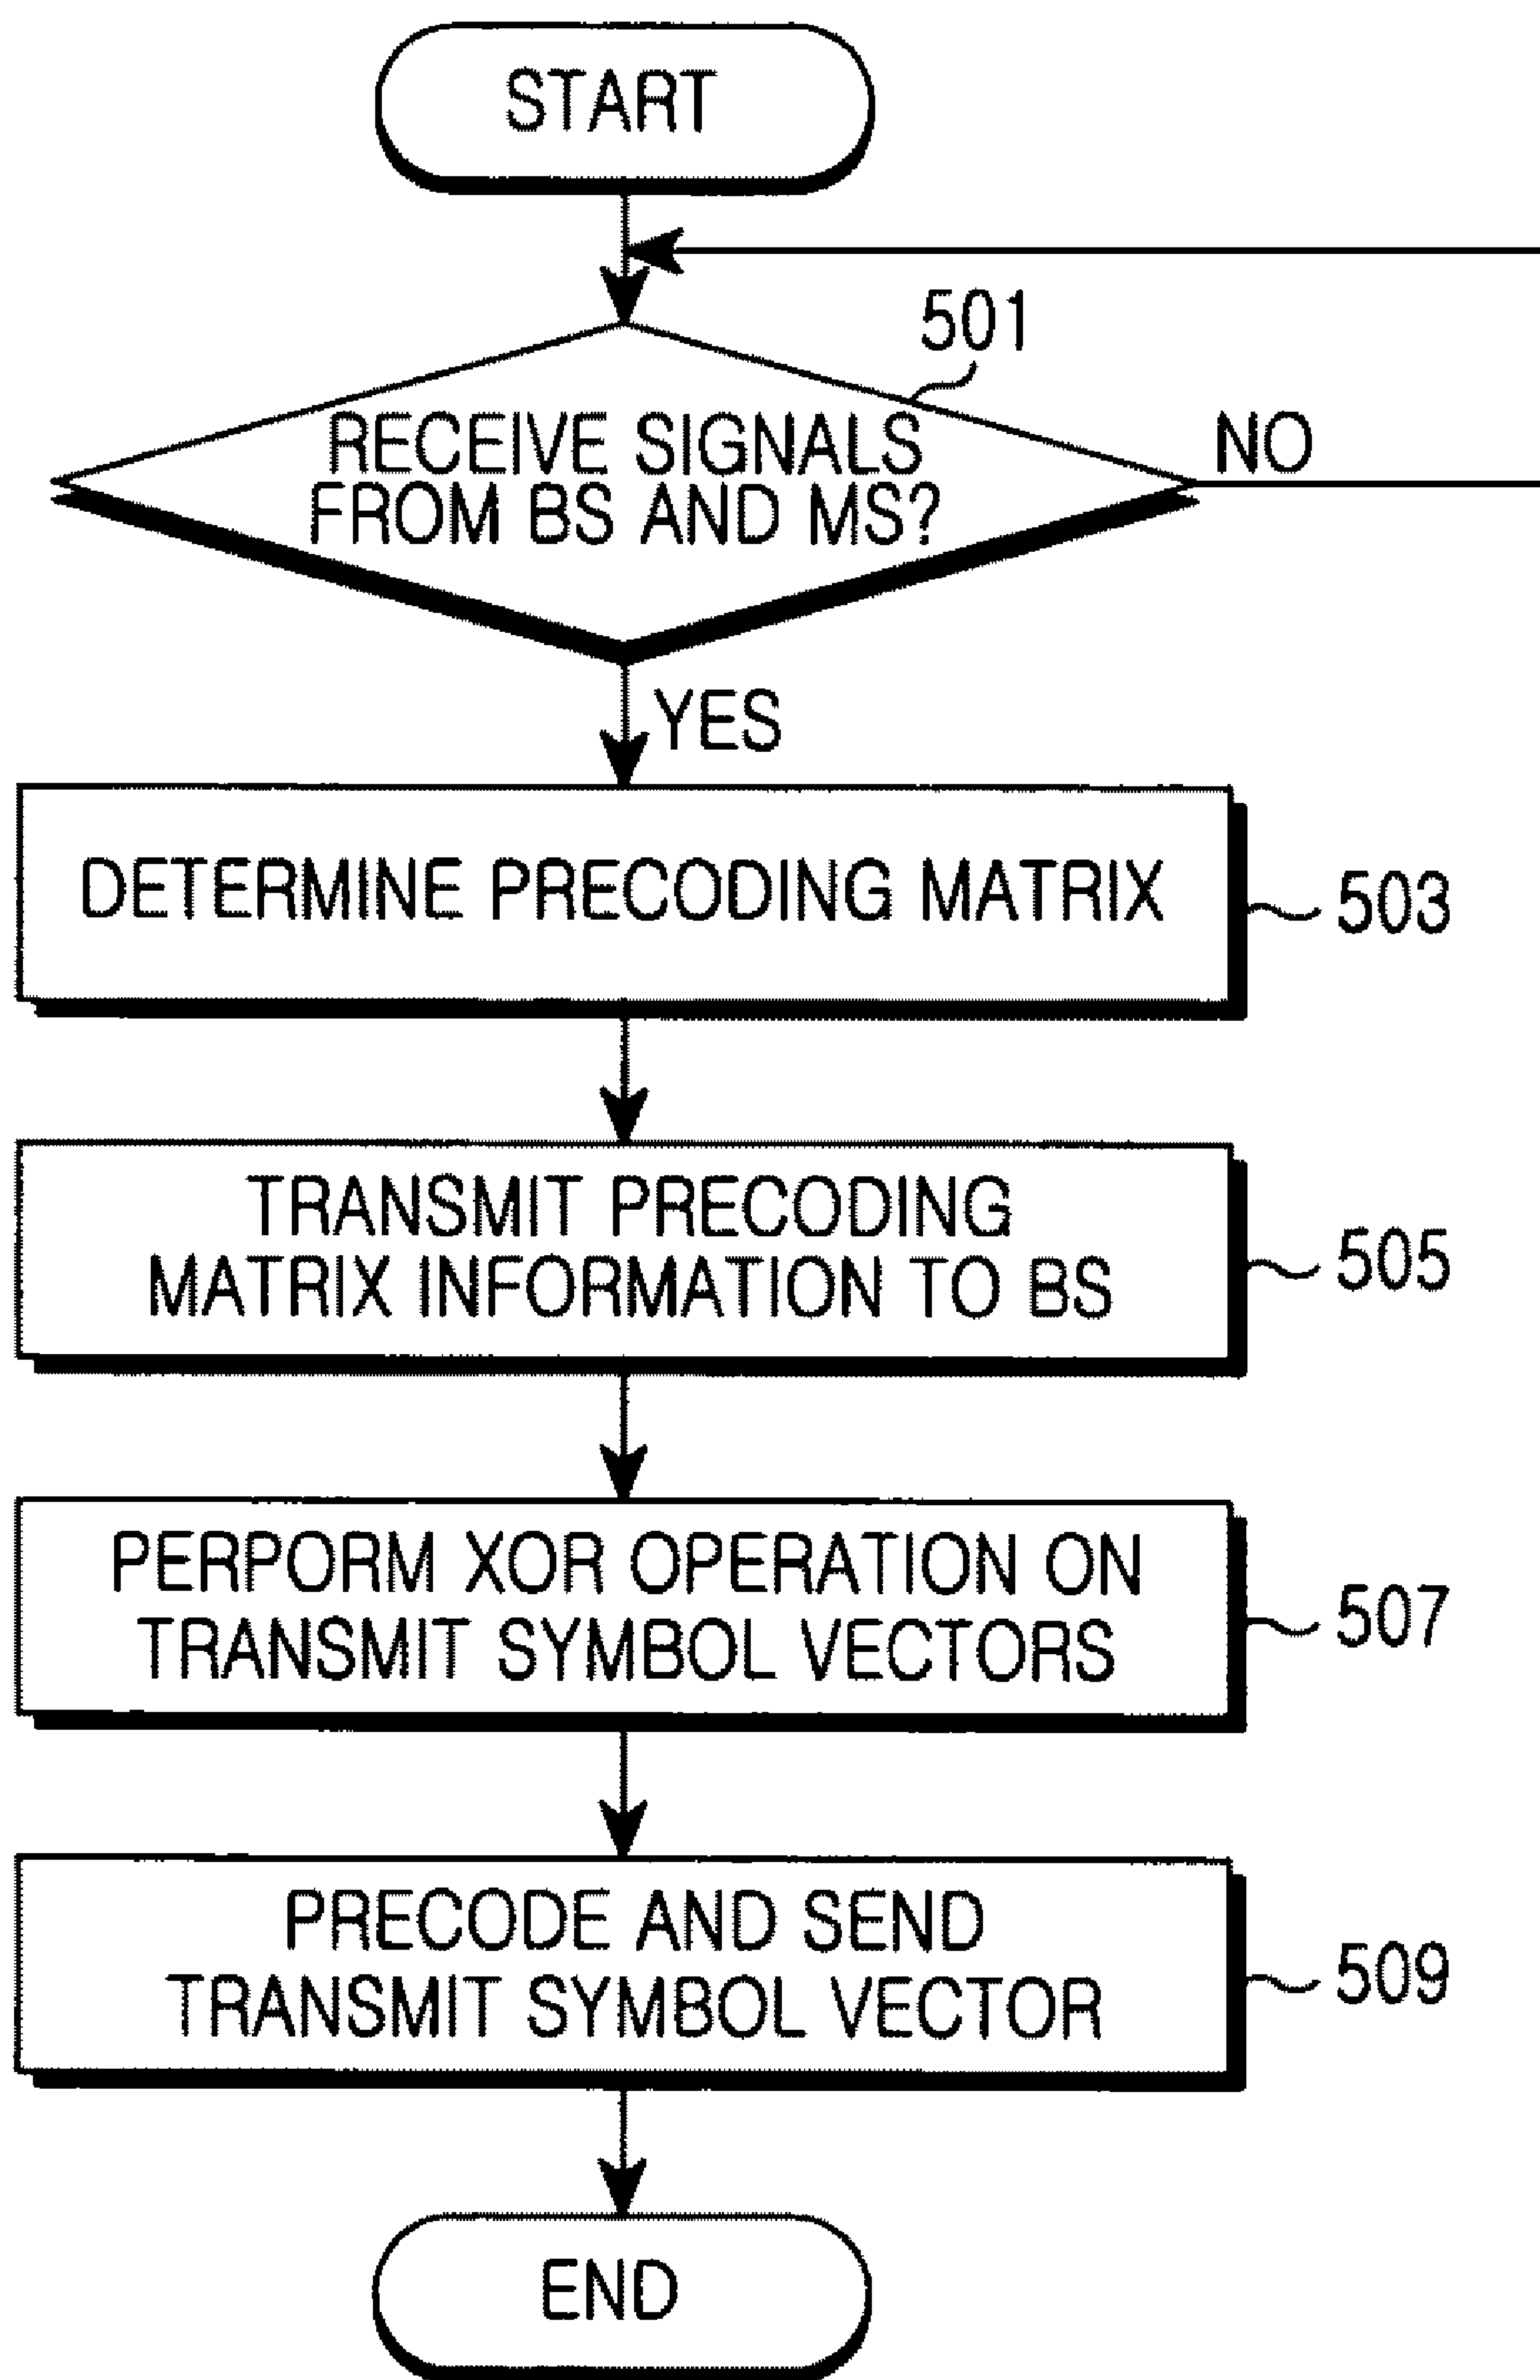 START
501
RECEIVE SIGNALS
FROM BS AND MS?
NO
YES
DETERMINE PRECODING MATRIX
503
TRANSMIT PRECODING
MATRIX INFORMATION TO BS
505
PERPORM XOR OPERATION ON
TRANSMIT SYMBOL VECTORS
507
PRECODE AND SEND
TRANSMIT SYMBOL VECTOR
509
END